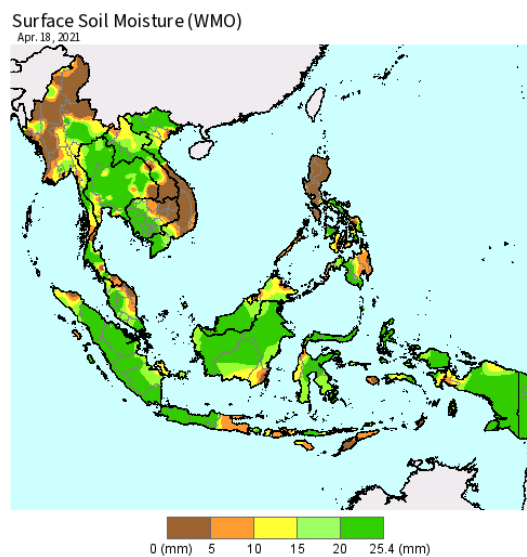 Surface Soil Moisture (WMO)
Apr. 18, 2021
0 (mm) 5 10 15 20 25.4 (mm)